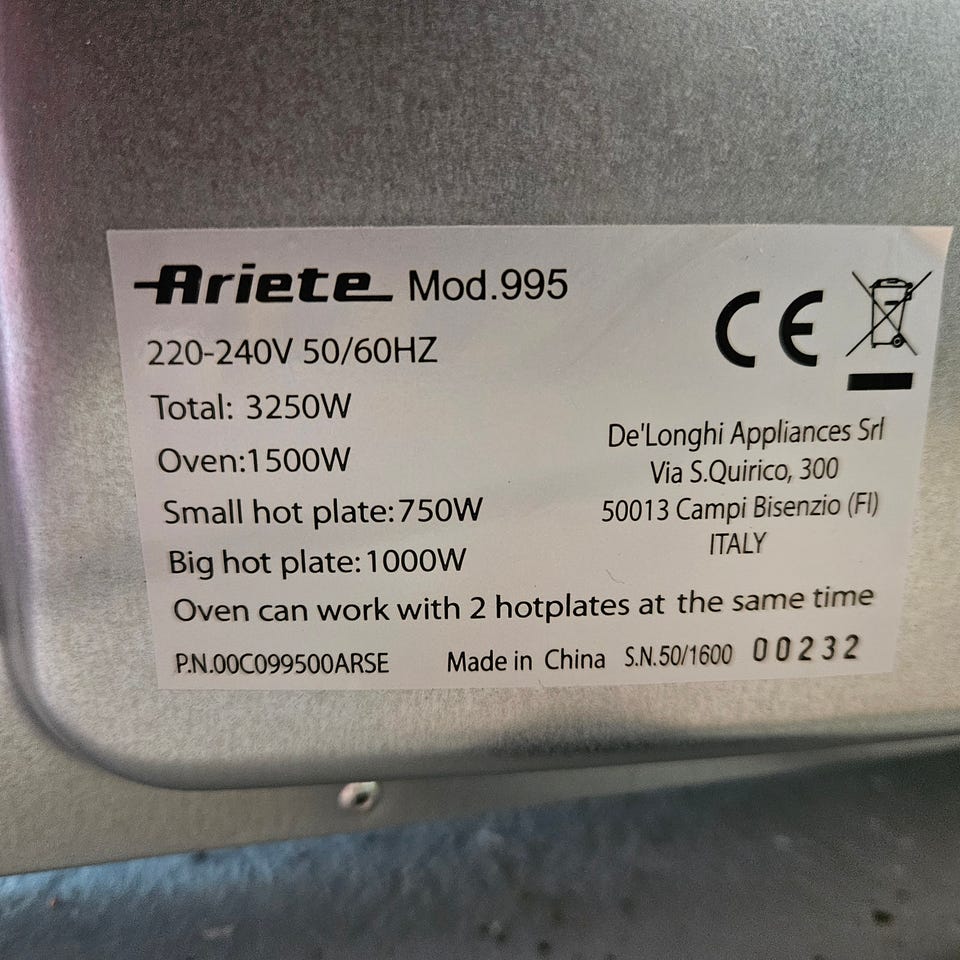 Ariete Mod.995
220-240V 50/60HZ
Total: 3250W
Oven:1500W
Small hot plate:750W
Big hot plate:1000W
CE
De'Longhi Appliances Srl
Via S.Quirico, 300
50013 Campi Bisenzio (FI)
ITALY
Oven can work with 2 hotplates at the same time
P.N.00C099500ARSE Made in China S.N.50/1600 00232